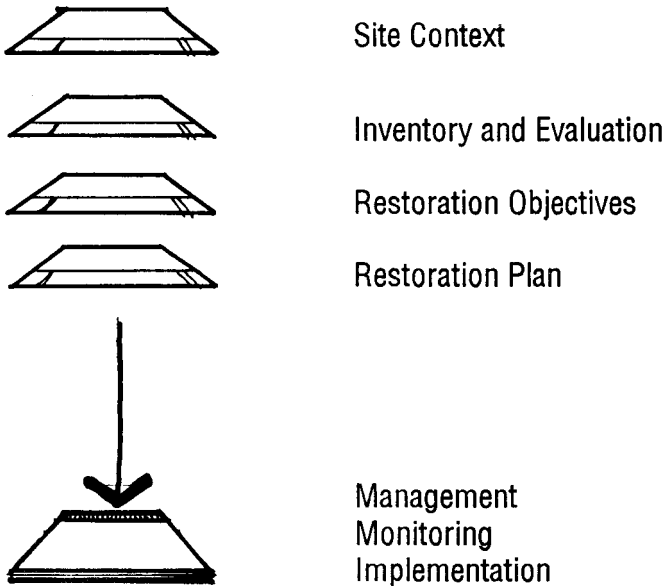 Site Context
Inventory and Evaluation
Restoration Objectives
Restoration Plan
Management
Monitoring
Implementation